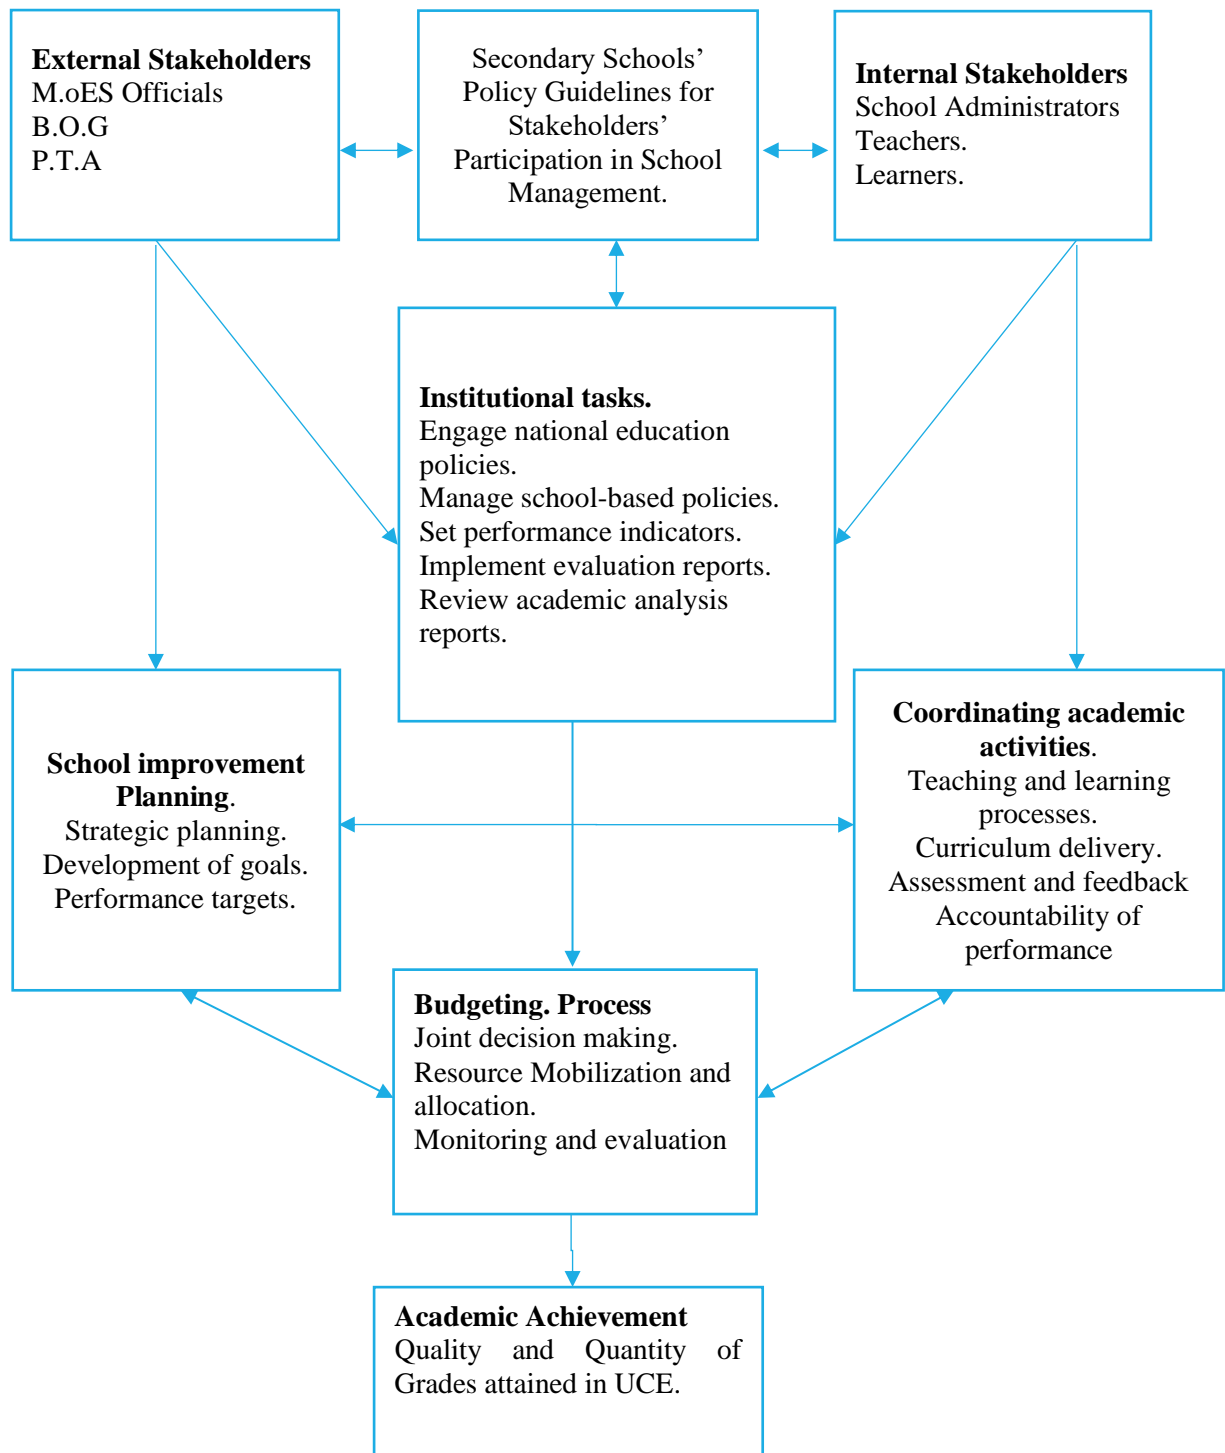 External Stakeholders
M.oES Officials
B.O.G
P.T.A
Secondary Schools’
Policy Guidelines for
Stakeholders’
Participation in School
Management.
Internal Stakeholders
School Administrators
Teachers.
Learners.
Institutional tasks.
Engage national education
policies.
Manage school-based policies.
Set performance indicators.
Implement evaluation reports.
Review academic analysis
reports.
School improvement
Planning.
Strategic planning.
Development of goals.
Performance targets.
Coordinating academic
activities.
Teaching and learning
processes.
Curriculum delivery.
Assessment and feedback
Accountability of
performance
Budgeting. Process
Joint decision making.
Resource Mobilization and
allocation.
Monitoring and evaluation
Academic Achievement
Quality and Quantity of
Grades attained in UCE.